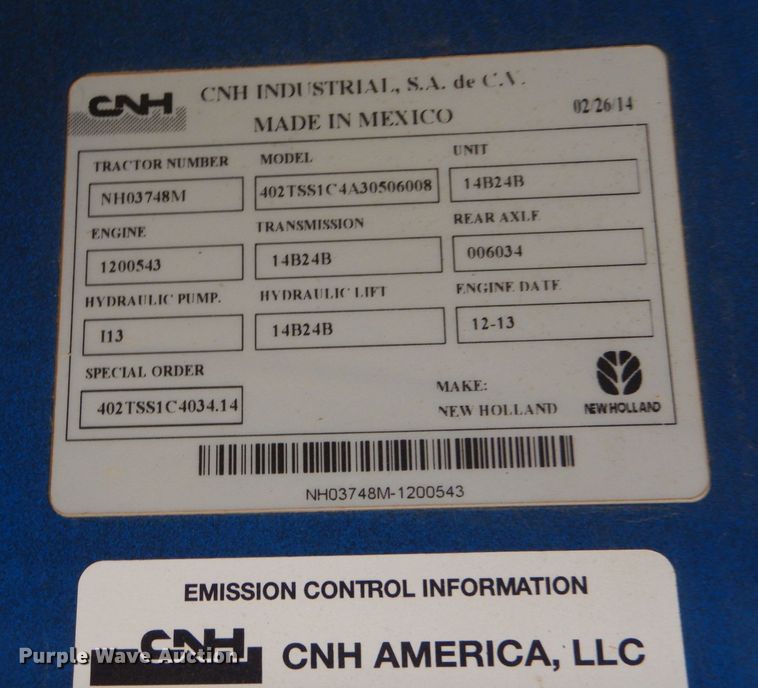 CNH CNH INDUSTRIAL, S.A. de C.V.
MADE IN MEXICO 02/26/14
TRACTOR NUMBER MODEL UNIT
NH03748M 402TSS1C4A30506008 14B24B
ENGINE TRANSMISSION REAR AXLE
1200543 14B24B 006034
HYDRAULIC PUMP. HYDRAULIC LIFT ENGINE DATE
I13 14B24B 12-13
SPECIAL ORDER
402TSS1C4034.14
MAKE:
NEW HOLLAND NEW HOLLAND
NH03748M-1200543
EMISSION CONTROL INFORMATION
CNH CNH AMERICA, LLC
Purple Wave Auction